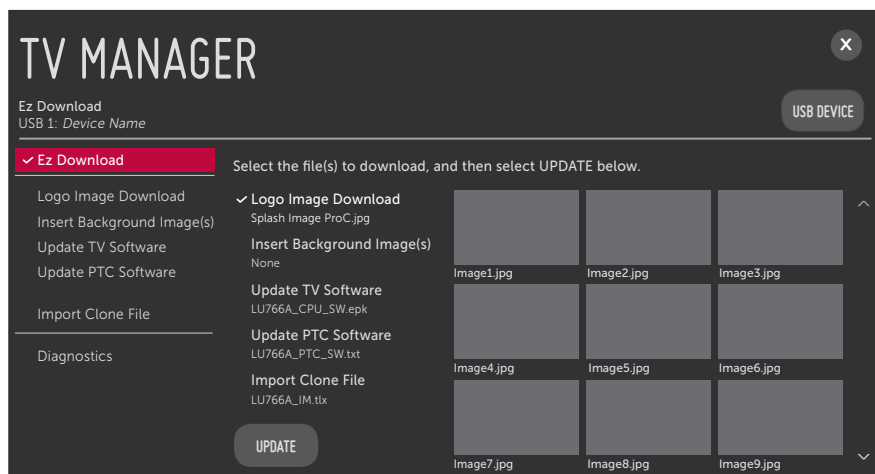 TV MANAGER
X
Ez Download
USB 1: Device Name
USB DEVICE
Ez Download
Logo Image Download
Insert Background Image(s)
Update TV Software
Update PTC Software
Import Clone File
Diagnostics
Select the file(s) to download, and then select UPDATE below.
Logo Image Download
Splash Image ProC.jpg
Insert Background Image(s)
None
Update TV Software
LU766A_CPU_SW.epk
Update PTC Software
LU766A_PTC_SW.txt
Import Clone File
LU766A_IM.tlx
UPDATE
Image1.jpg
Image2.jpg
Image3.jpg
Image4.jpg
Image5.jpg
Image6.jpg
Image7.jpg
Image8.jpg
Image9.jpg